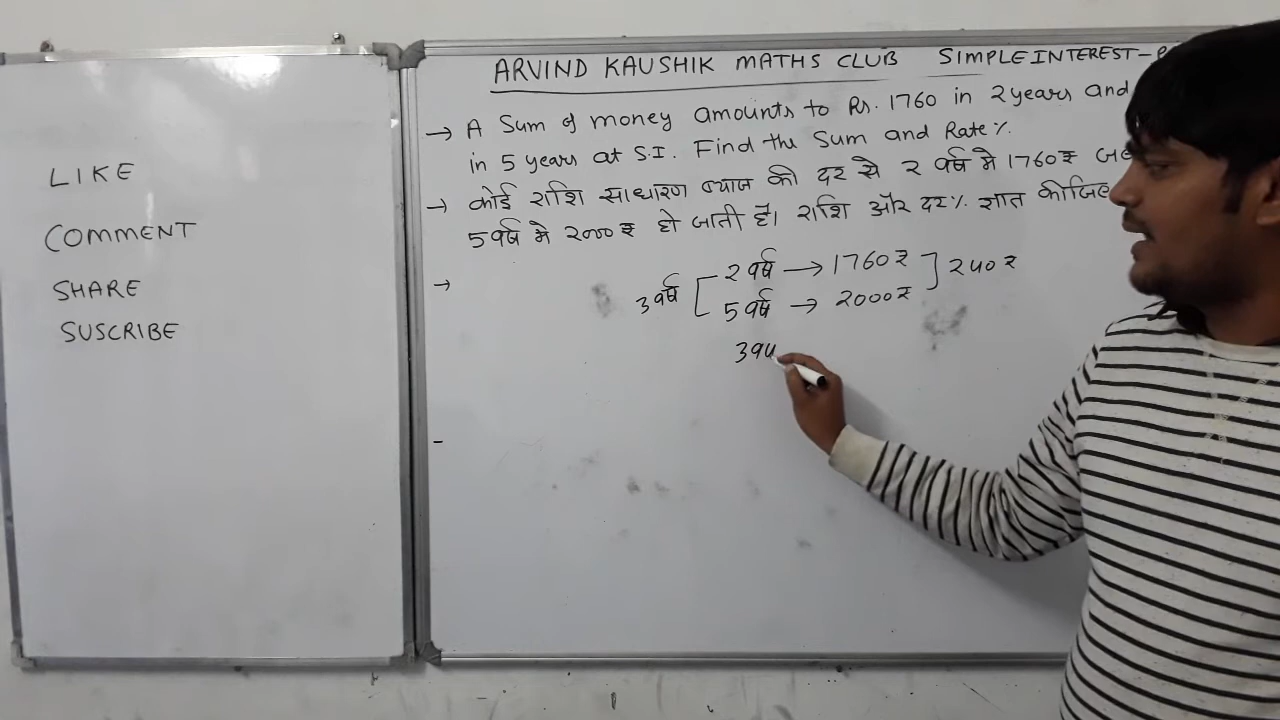 LIKE
COMMENT
SHARE
SUSCRIBE
ARVIND KAUSHIK MATHS CLUB SIMPLE INTEREST-
→ A Sum of money amounts to Rs. 1760 in 2 years and
in 5 years at S.I. Find the Sum and Rate %.
→ कोई राशि साधारण ब्याज की दर से 2 वर्ष मे 1760₹
5 वर्ष मे 2000₹ हो जाती है। राशि और दर% ज्ञात कीजिए
→
3 वर्ष [ 2 वर्ष → 1760₹ ] 240₹
5 वर्ष → 2000₹
3 व
-